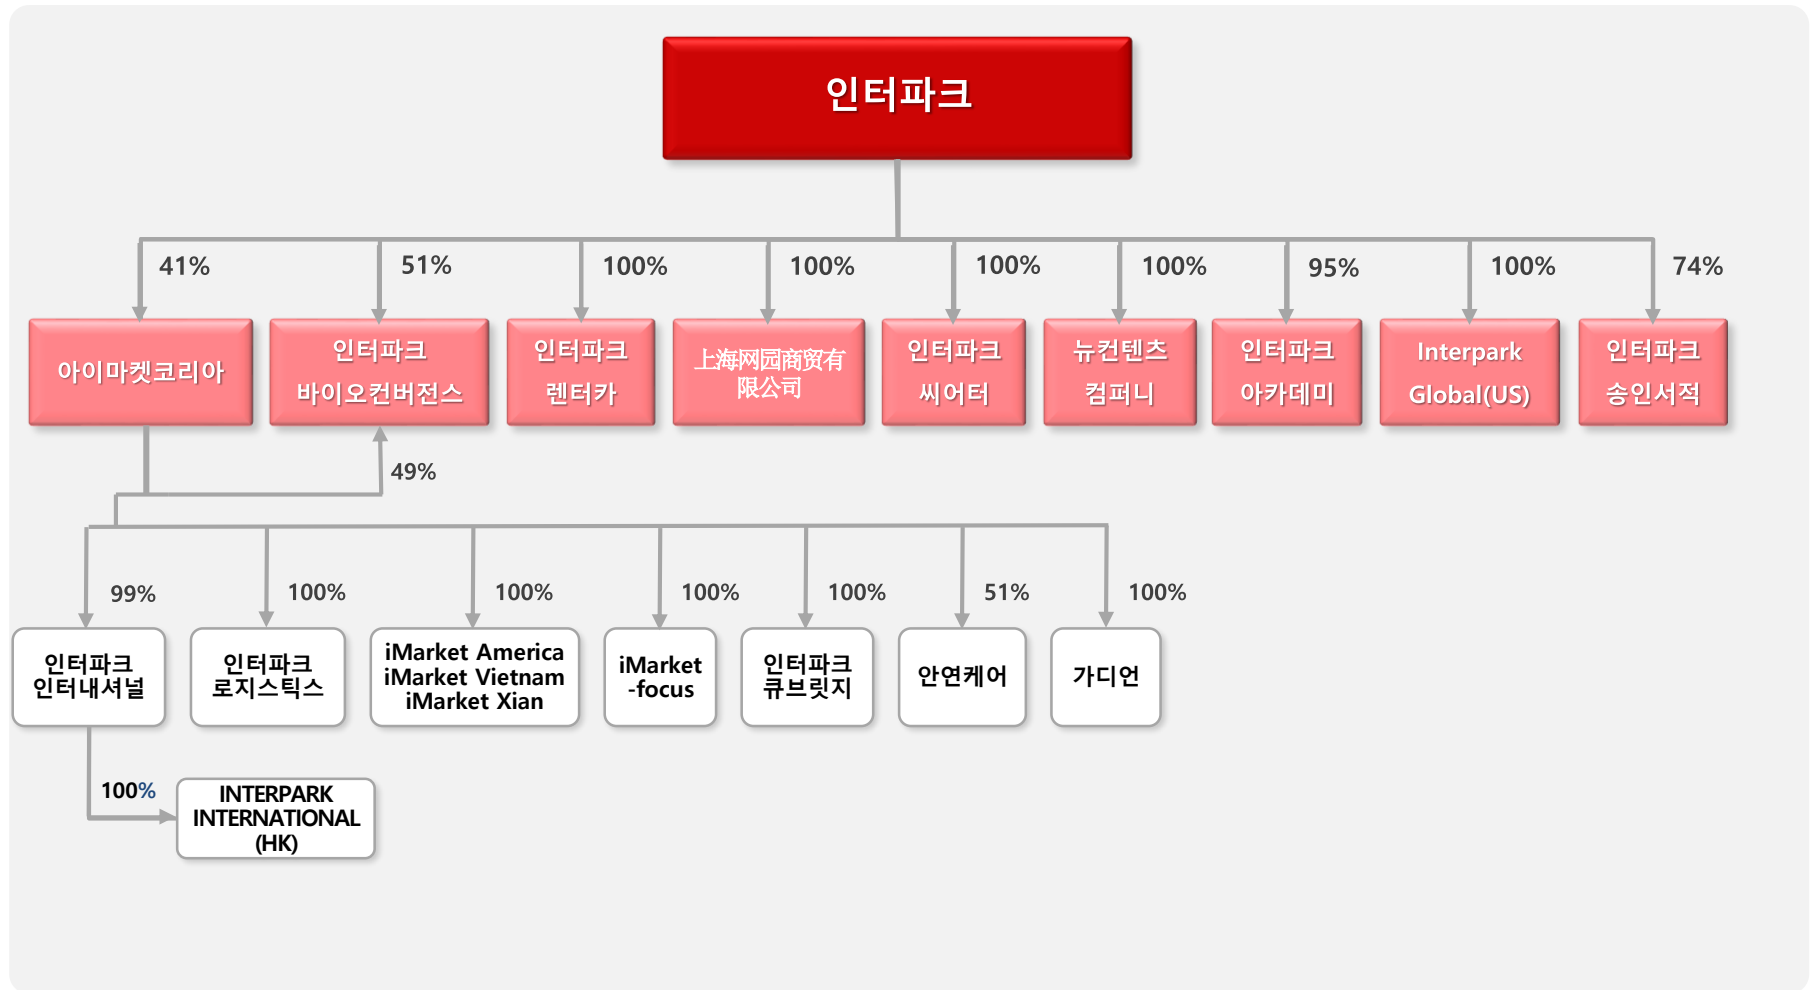 인터파크
41%
51%
100%
100%
100%
100%
95%
100%
74%
아이마켓코리아
인터파크
바이오컨버전스
인터파크
렌터카
上海网园商贸有
限公司
인터파크
씨어터
뉴컨텐츠
컴퍼니
인터파크
아카데미
Interpark
Global(US)
인터파크
송인서적
49%
99%
100%
100%
100%
100%
51%
100%
인터파크
인터내셔널
인터파크
로지스틱스
iMarket America
iMarket Vietnam
iMarket Xian
iMarket
-focus
인터파크
큐브릿지
안연케어
가디언
100%
INTERPARK
INTERNATIONAL
(HK)